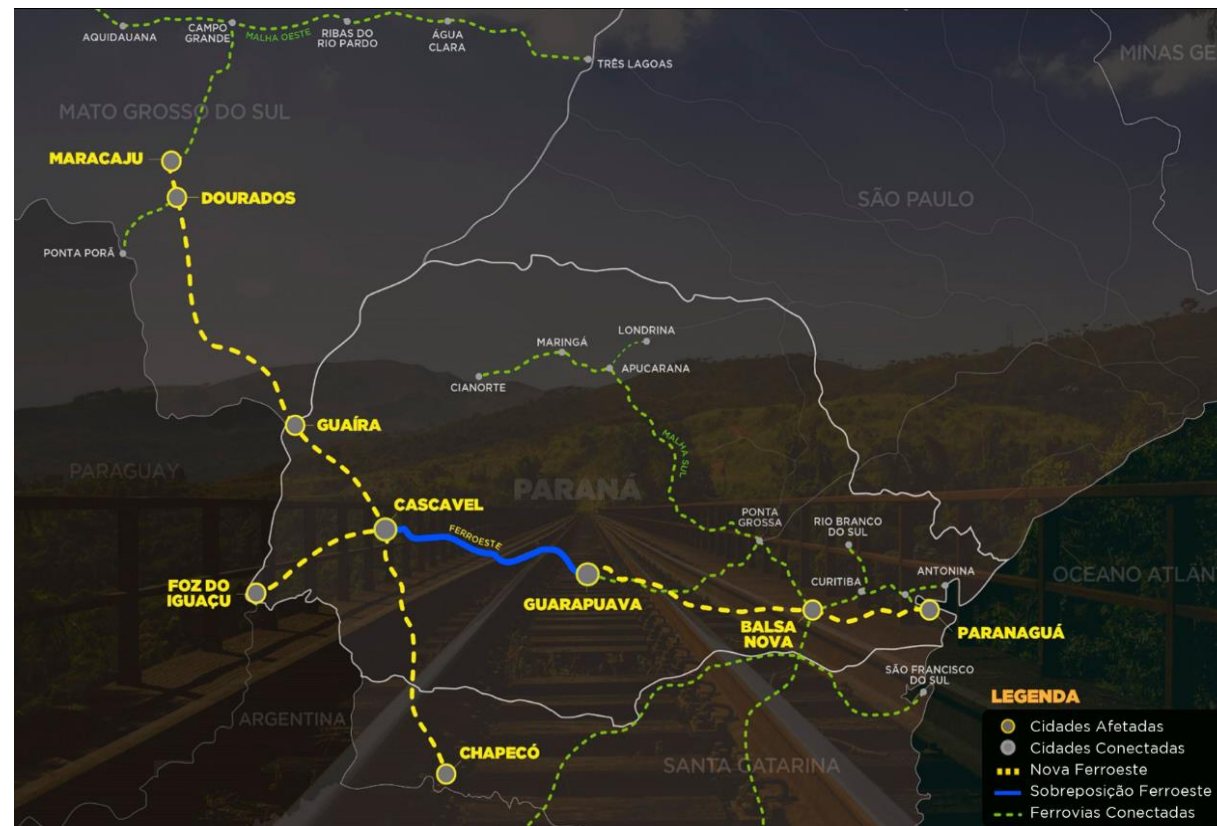 AQUIDAUANA
CAMPO
GRANDE
MALHA OESTE
RIBAS DO
RIO PARDO
ÁGUA
CLARA
TRÊS LAGOAS
MINAS GE
MATO GROSSO DO SUL
MARACAJU
DOURADOS
SÃO PAULO
PONTA PORÃ
LONDRINA
MARINGÁ
APUCARANA
CIANORTE
GUAÍRA
MALHA SUL
PARAGUAY
PARANÁ
CASCAVEL
FERROESTE
PONTA
GROSSA
RIO BRANCO
DO SUL
FOZ DO
IGUAÇU
CURITIBA
ANTONINA
OCEANO ATLÂN
GUARAPUAVA
BALSA
NOVA
PARANAGUÁ
SÃO FRANCISCO
DO SUL
ARGENTINA
CHAPECÓ
SANTA CATARINA
LEGENDA
Cidades Afetadas
Cidades Conectadas
Nova Ferroeste
Sobreposição Ferroeste
Ferrovias Conectadas